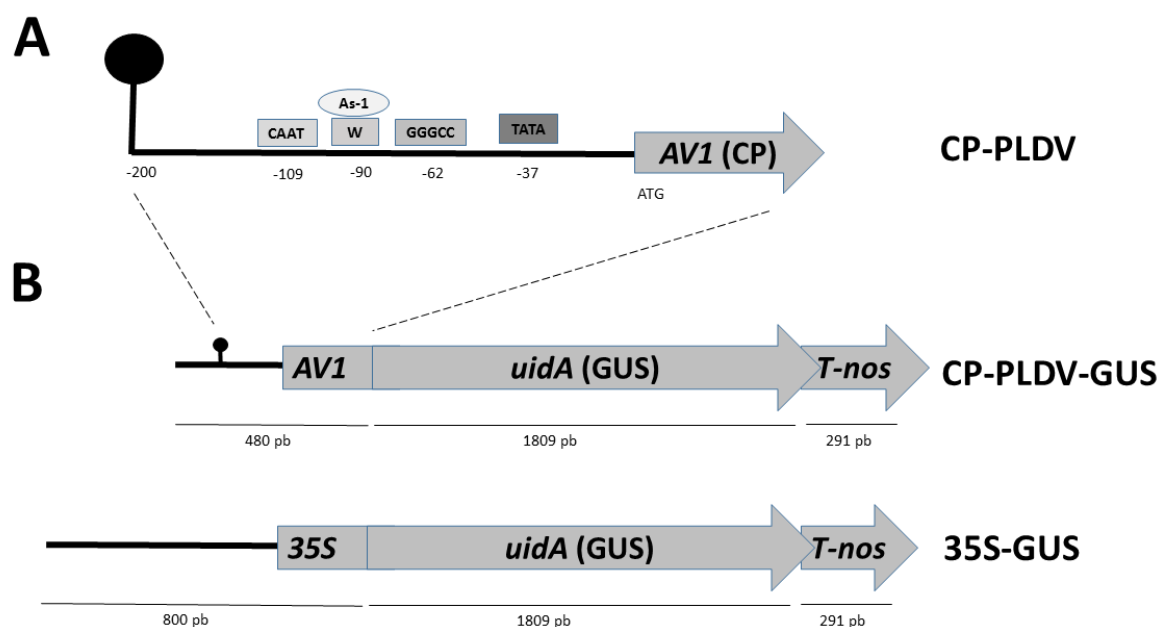 A
As-1
CAAT W GGGCC TATA
AV1 (CP) CP-PLDV
-200 -109 -90 -62 -37
ATG
B
AV1 uidA (GUS) T-nos CP-PLDV-GUS
480 pb 1809 pb 291 pb
35S uidA (GUS) T-nos 35S-GUS
800 pb 1809 pb 291 pb